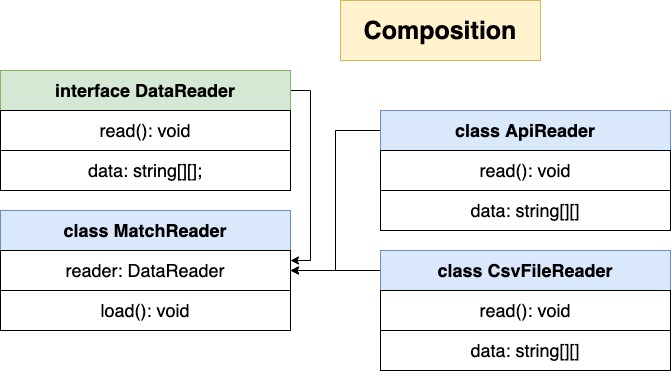 Composition
interface DataReader
read(): void
data: string[][];
class MatchReader
reader: DataReader
load(): void
class ApiReader
read(): void
data: string[][]
class CsvFileReader
read(): void
data: string[][]